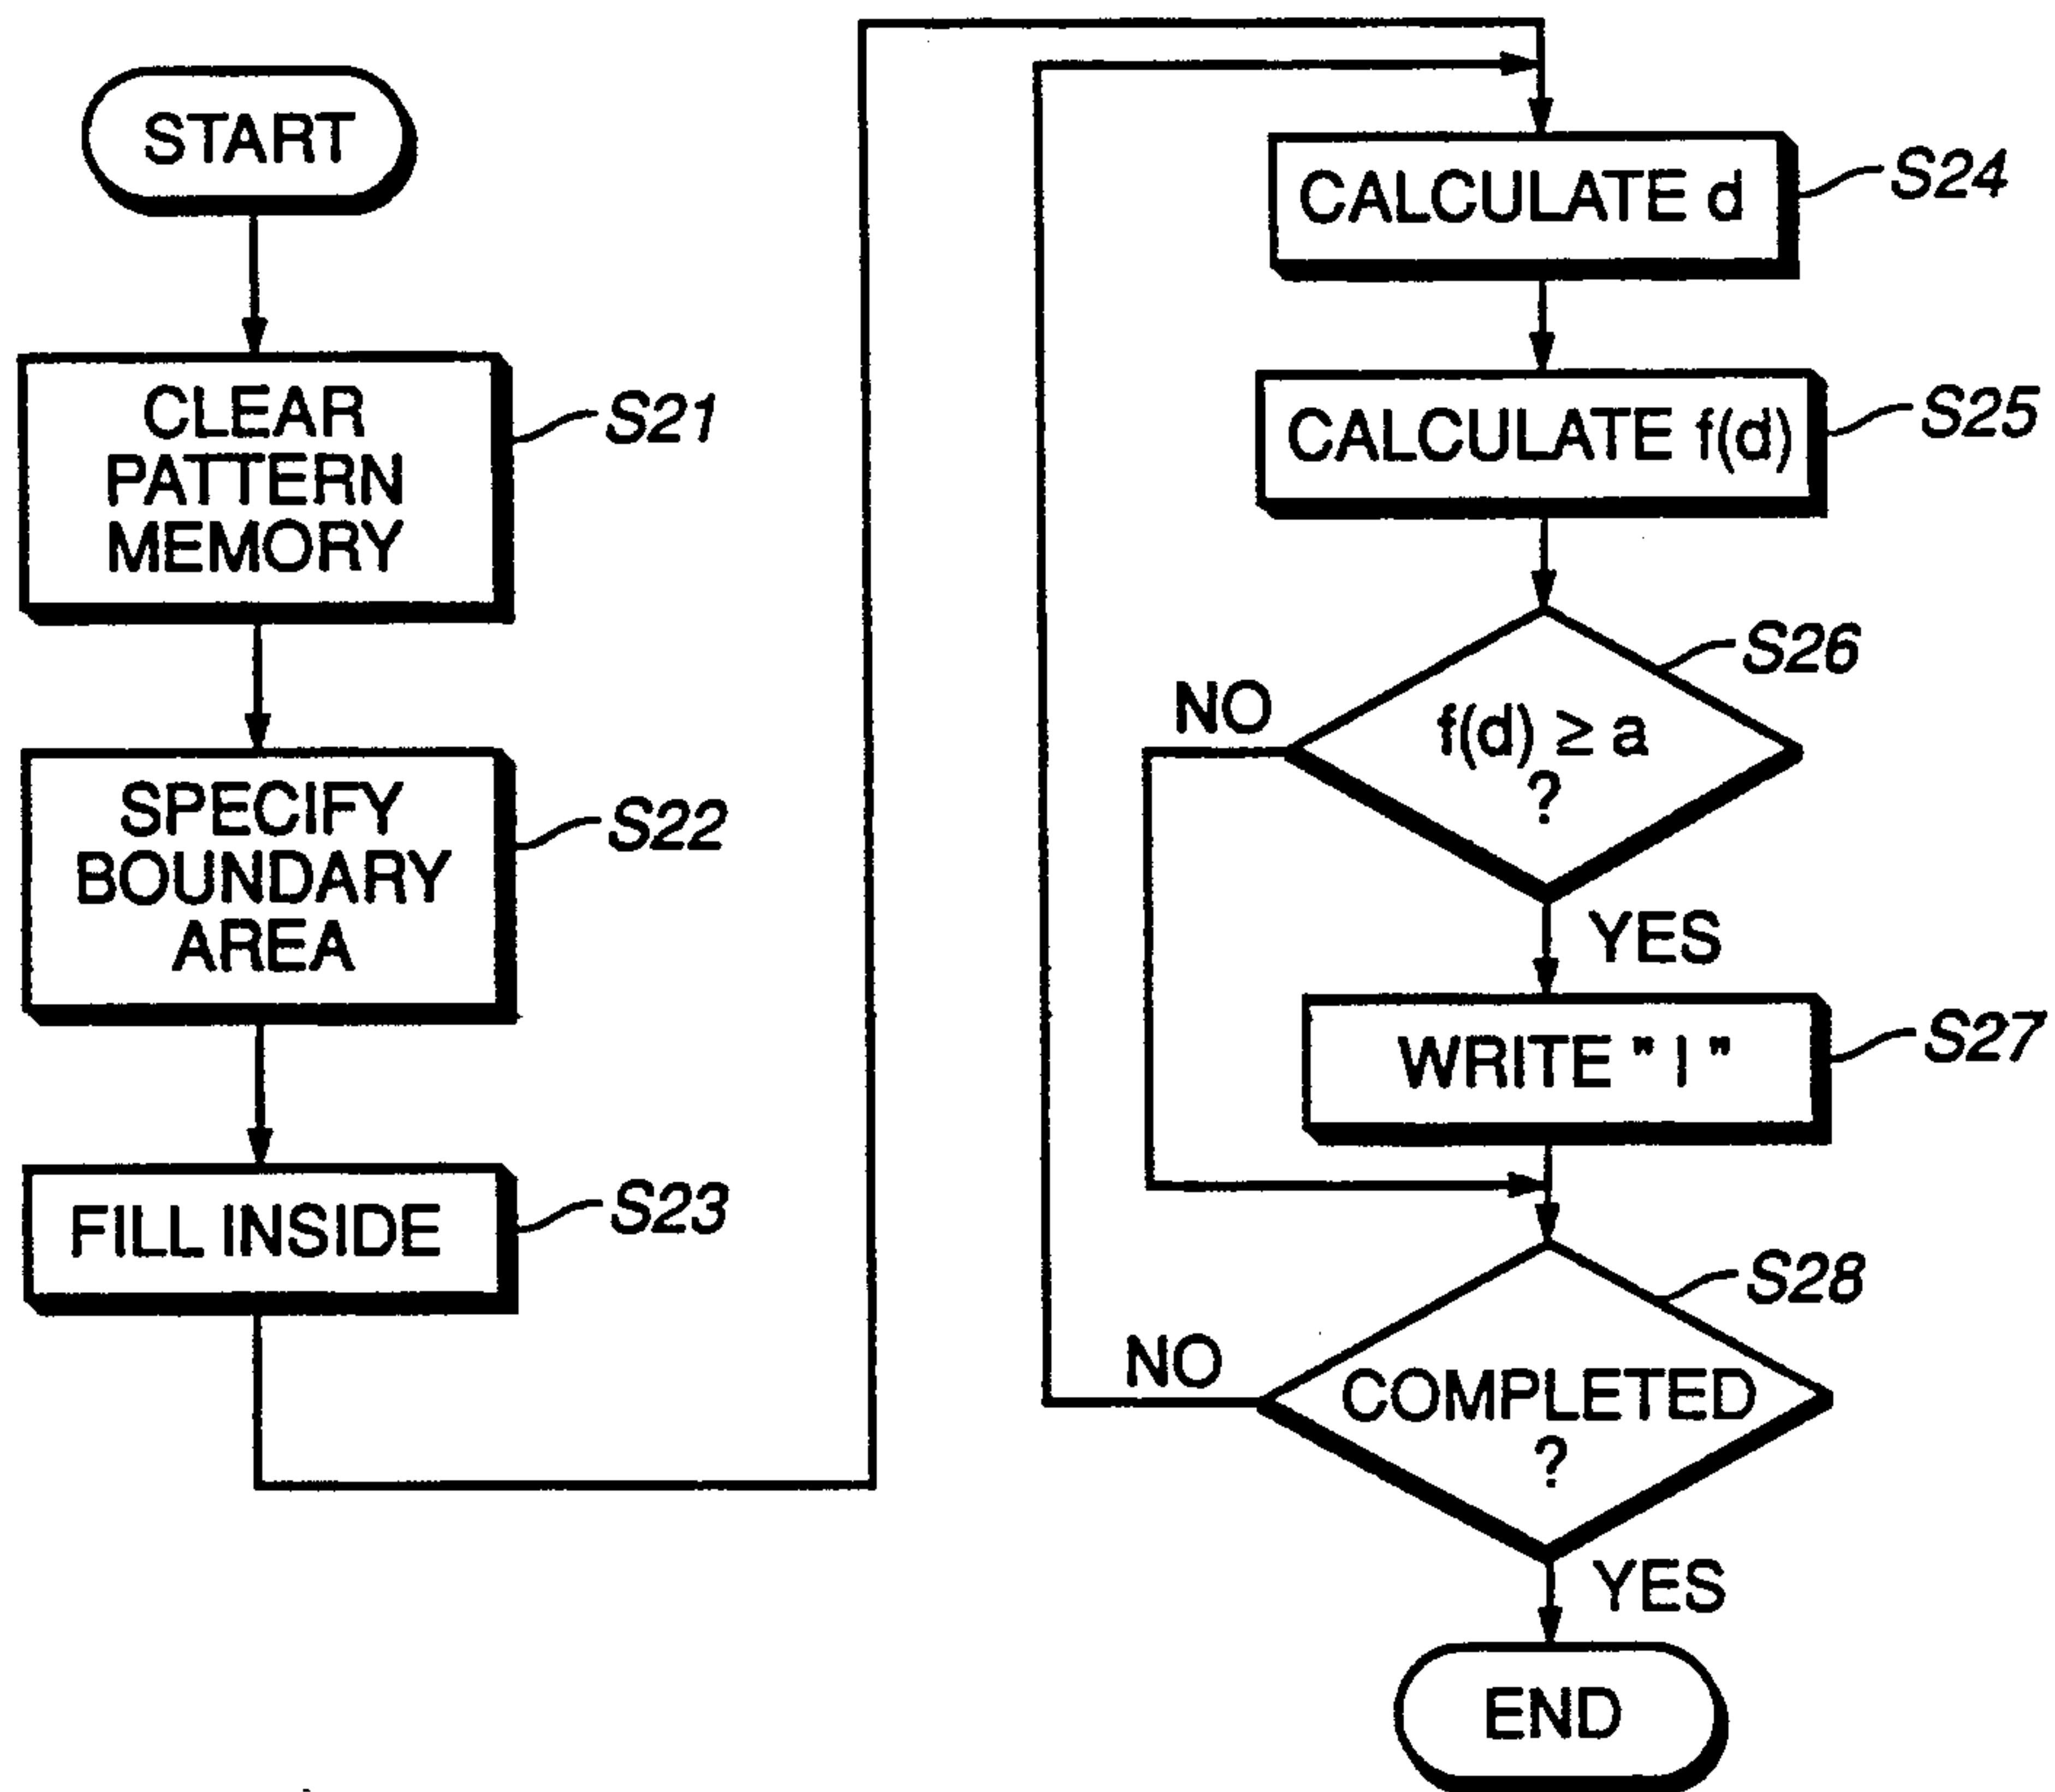 START
CLEAR
PATTERN
MEMORY
S21
SPECIFY
BOUNDARY
AREA
S22
FILL INSIDE
S23
CALCULATE d
S24
CALCULATE f(d)
S25
S26
NO
f(d) ≥ a
?
YES
WRITE " I "
S27
S28
NO
COMPLETED
?
YES
END